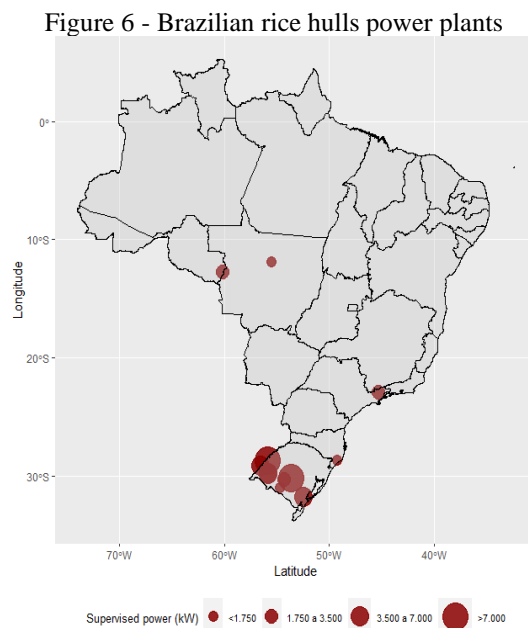 Figure 6 - Brazilian rice hulls power plants
0°
10°S
20°S
30°S
Longitude
70°W 60°W 50°W 40°W
Latitude
Supervised power (kW) <1.750 1.750 a 3.500 3.500 a 7.000 >7.000